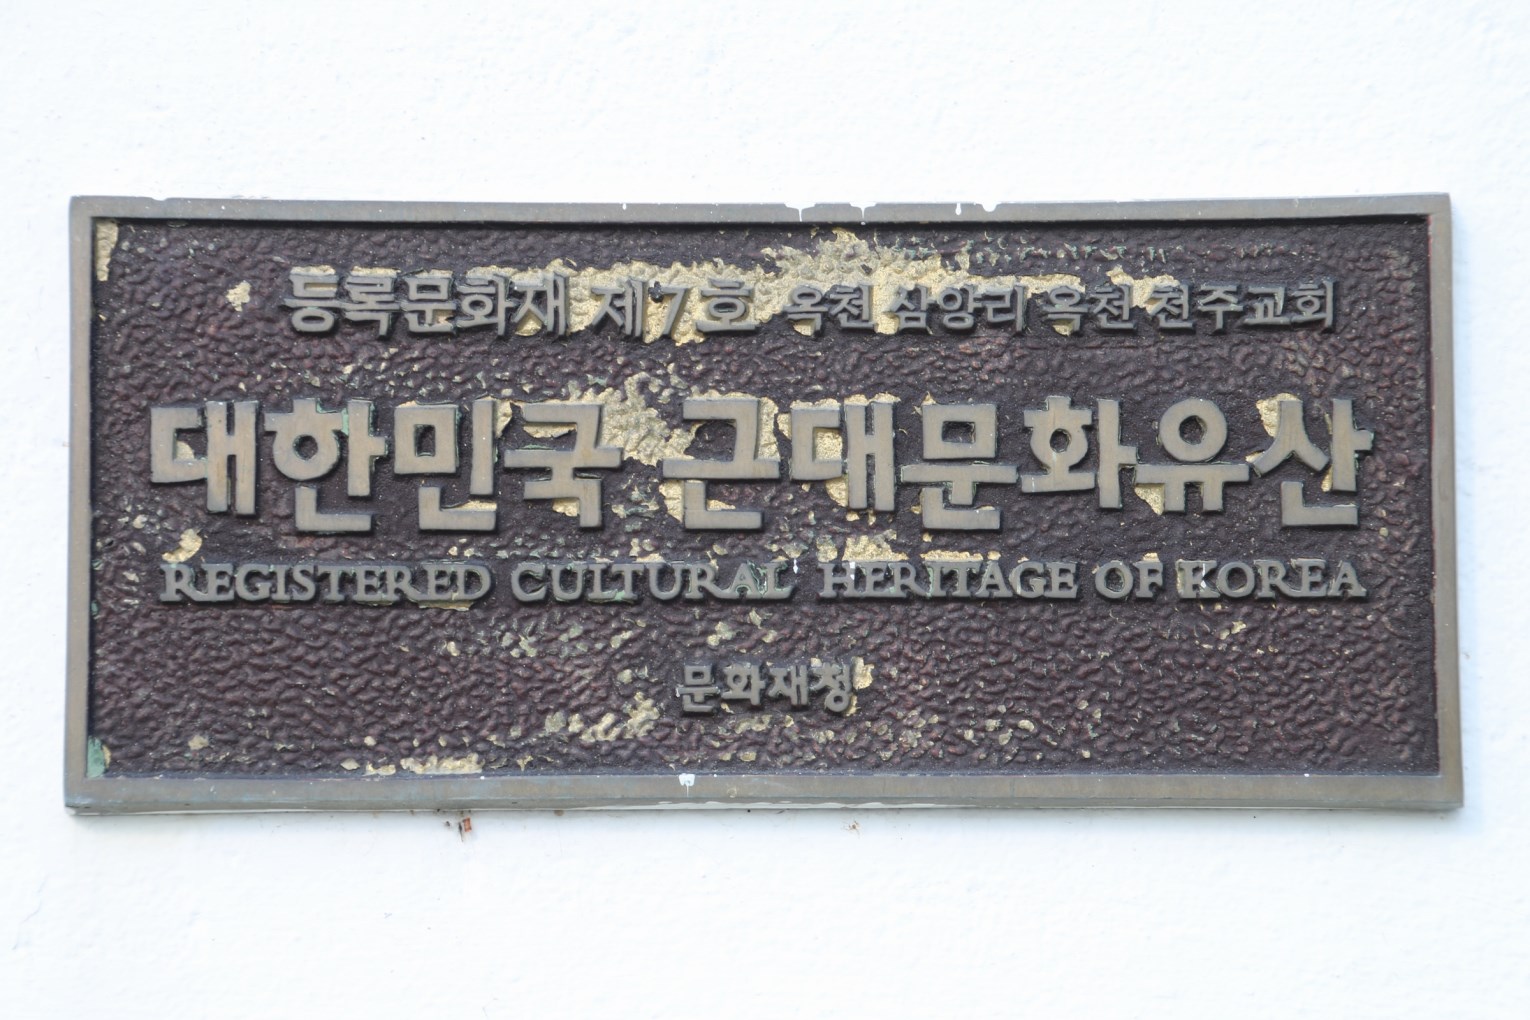 등록문화재 제7호 옥천 삼양리 옥천 천주교회
대한민국 근대문화유산
REGISTERED CULTURAL HERITAGE OF KOREA
문화재청